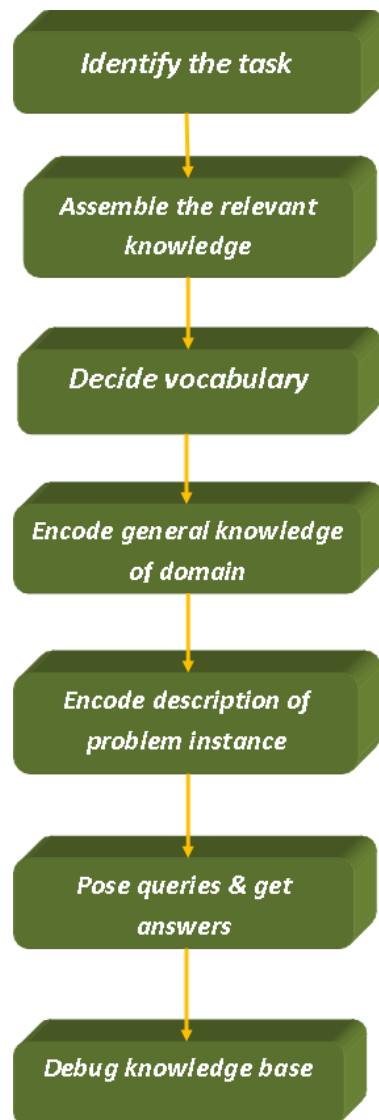 Identify the task
Assemble the relevant
knowledge
Decide vocabulary
Encode general knowledge
of domain
Encode description of
problem instance
Pose queries & get
answers
Debug knowledge base